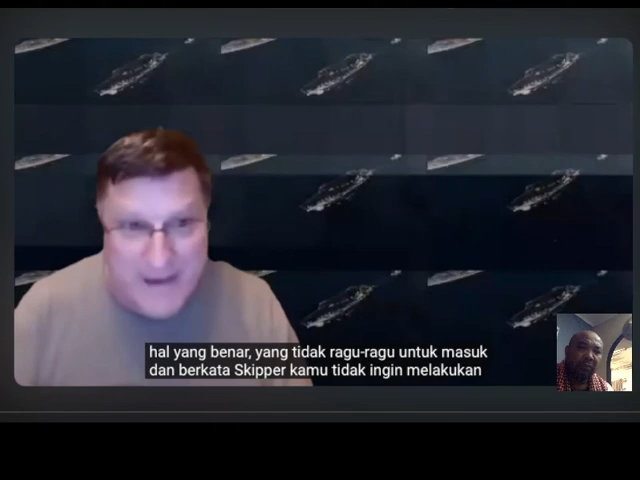 hal yang benar, yang tidak ragu-ragu untuk masuk
dan berkata Skipper kamu tidak ingin melakukan